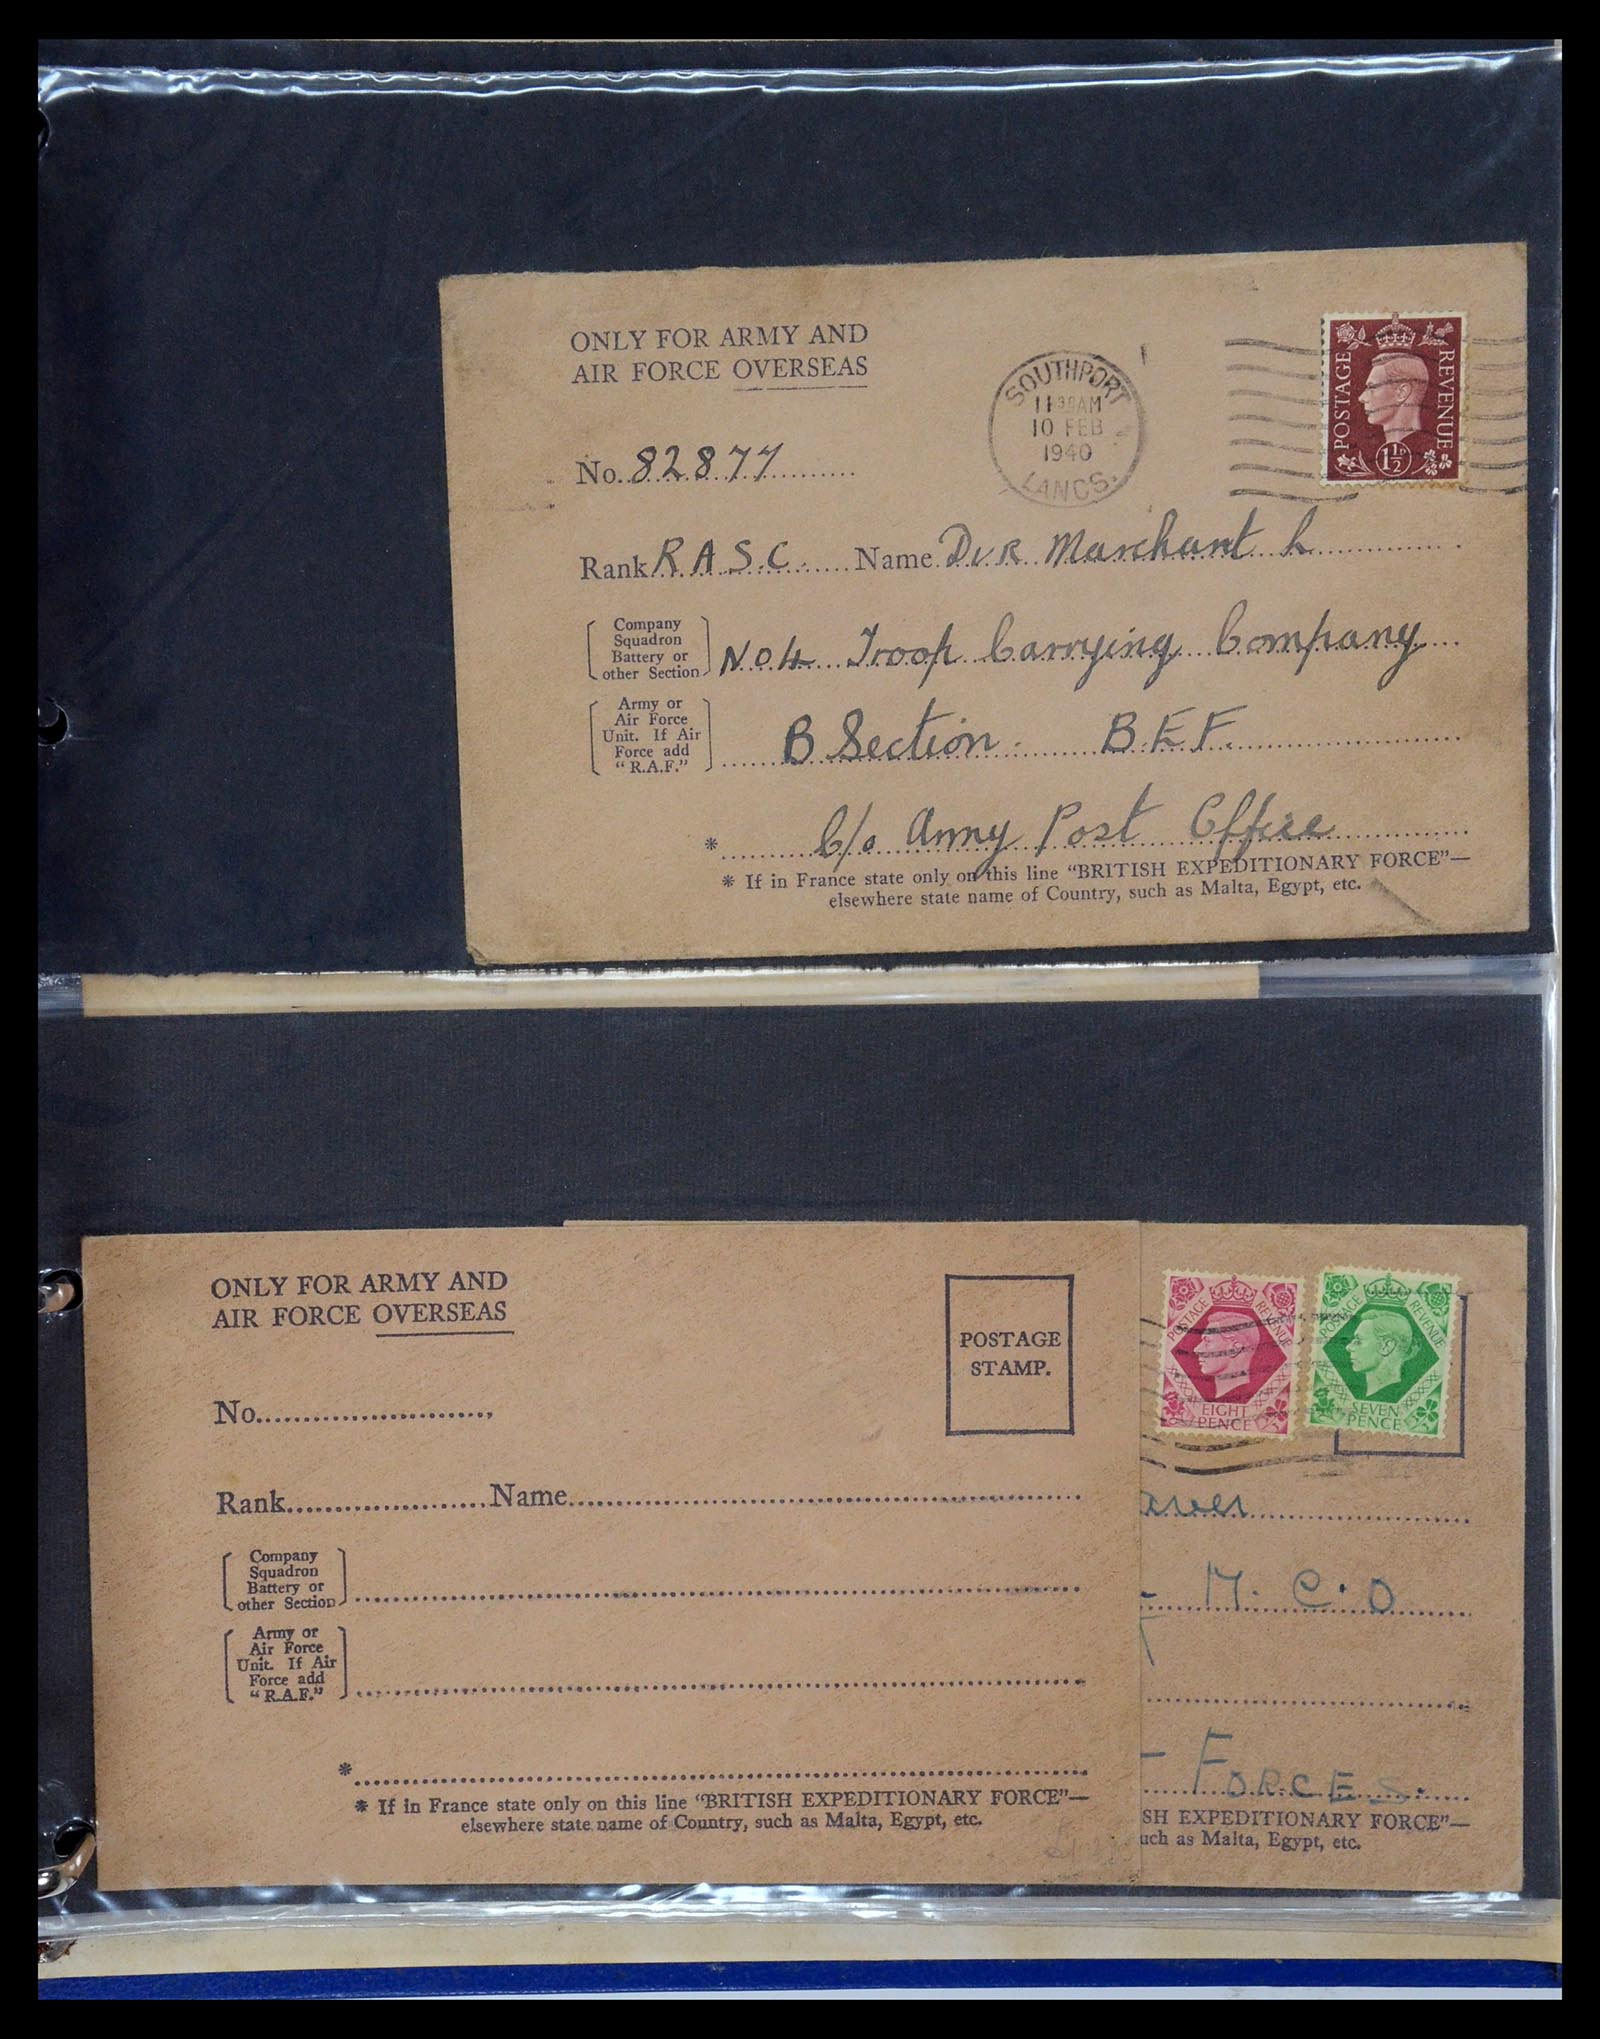 ONLY FOR ARMY AND
AIR FORCE OVERSEAS
SOUTHPORT
11 30 AM
10 FEB
1940
LANCS.
POSTAGE REVENUE
1½D
No. 82877
Rank R A S.C. Name Dvr Marchant L
Company
Squadron
Battery or
other Section
No 4 Troop Carrying Company
Army or
Air Force
Unit. If Air
Force add
"R.A.F."
B Section. B.E.F.
*
C/o Army Post Office
* If in France state only on this line "BRITISH EXPEDITIONARY FORCE"—
elsewhere state name of Country, such as Malta, Egypt, etc.
ONLY FOR ARMY AND
AIR FORCE OVERSEAS
POSTAGE
STAMP.
No.
Rank Name
Company
Squadron
Battery or
other Section
Army or
Air Force
Unit. If Air
Force add
"R.A.F."
*
* If in France state only on this line "BRITISH EXPEDITIONARY FORCE"—
elsewhere state name of Country, such as Malta, Egypt, etc.
POSTAGE REVENUE
EIGHT
PENCE
POSTAGE REVENUE
SEVEN
PENCE
M.C.O
- FORCES.
SH EXPEDITIONARY FORCE"—
uch as Malta, Egypt, etc.